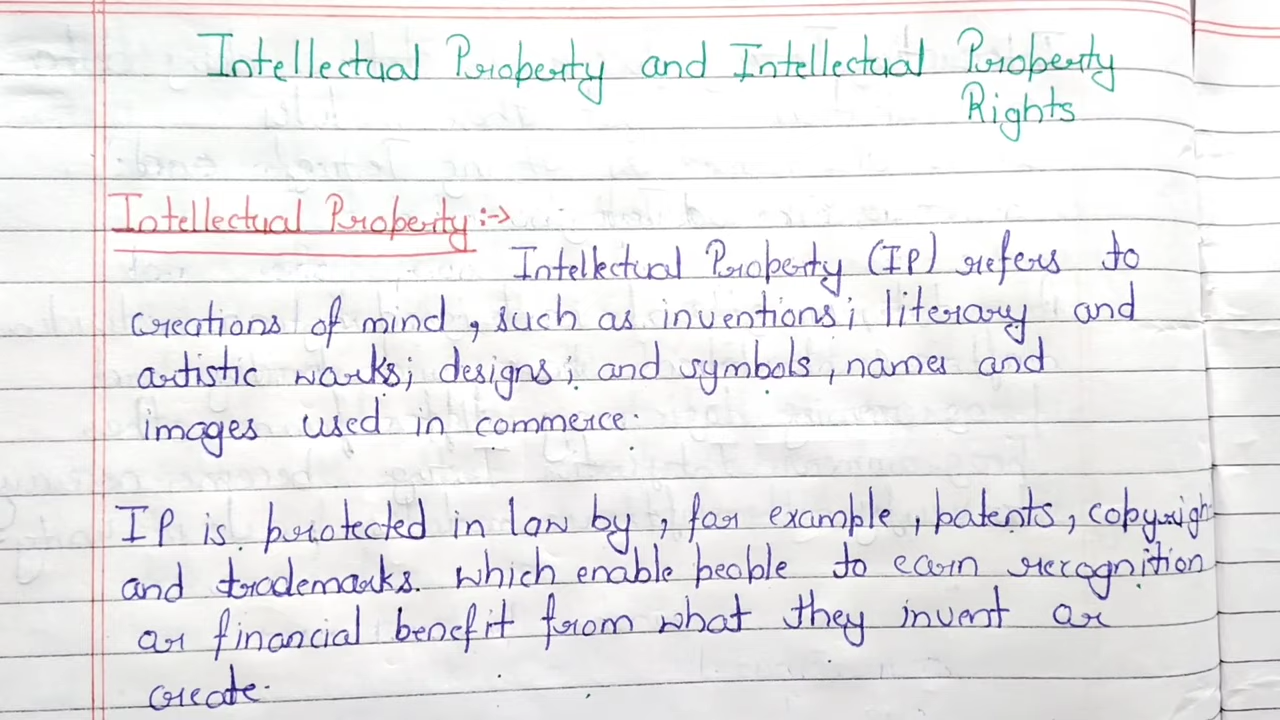 Intellectual Property and Intellectual Property
Rights
Intellectual Property :->
Intellectual Property (IP) refers to
creations of mind, such as inventions; literary and
artistic works; designs; and symbols, names and
images used in commerce.
IP is protected in law by, for example, patents, copyrigh
and trademarks. which enable people to earn recognition
or financial benefit from what they invent or
create.